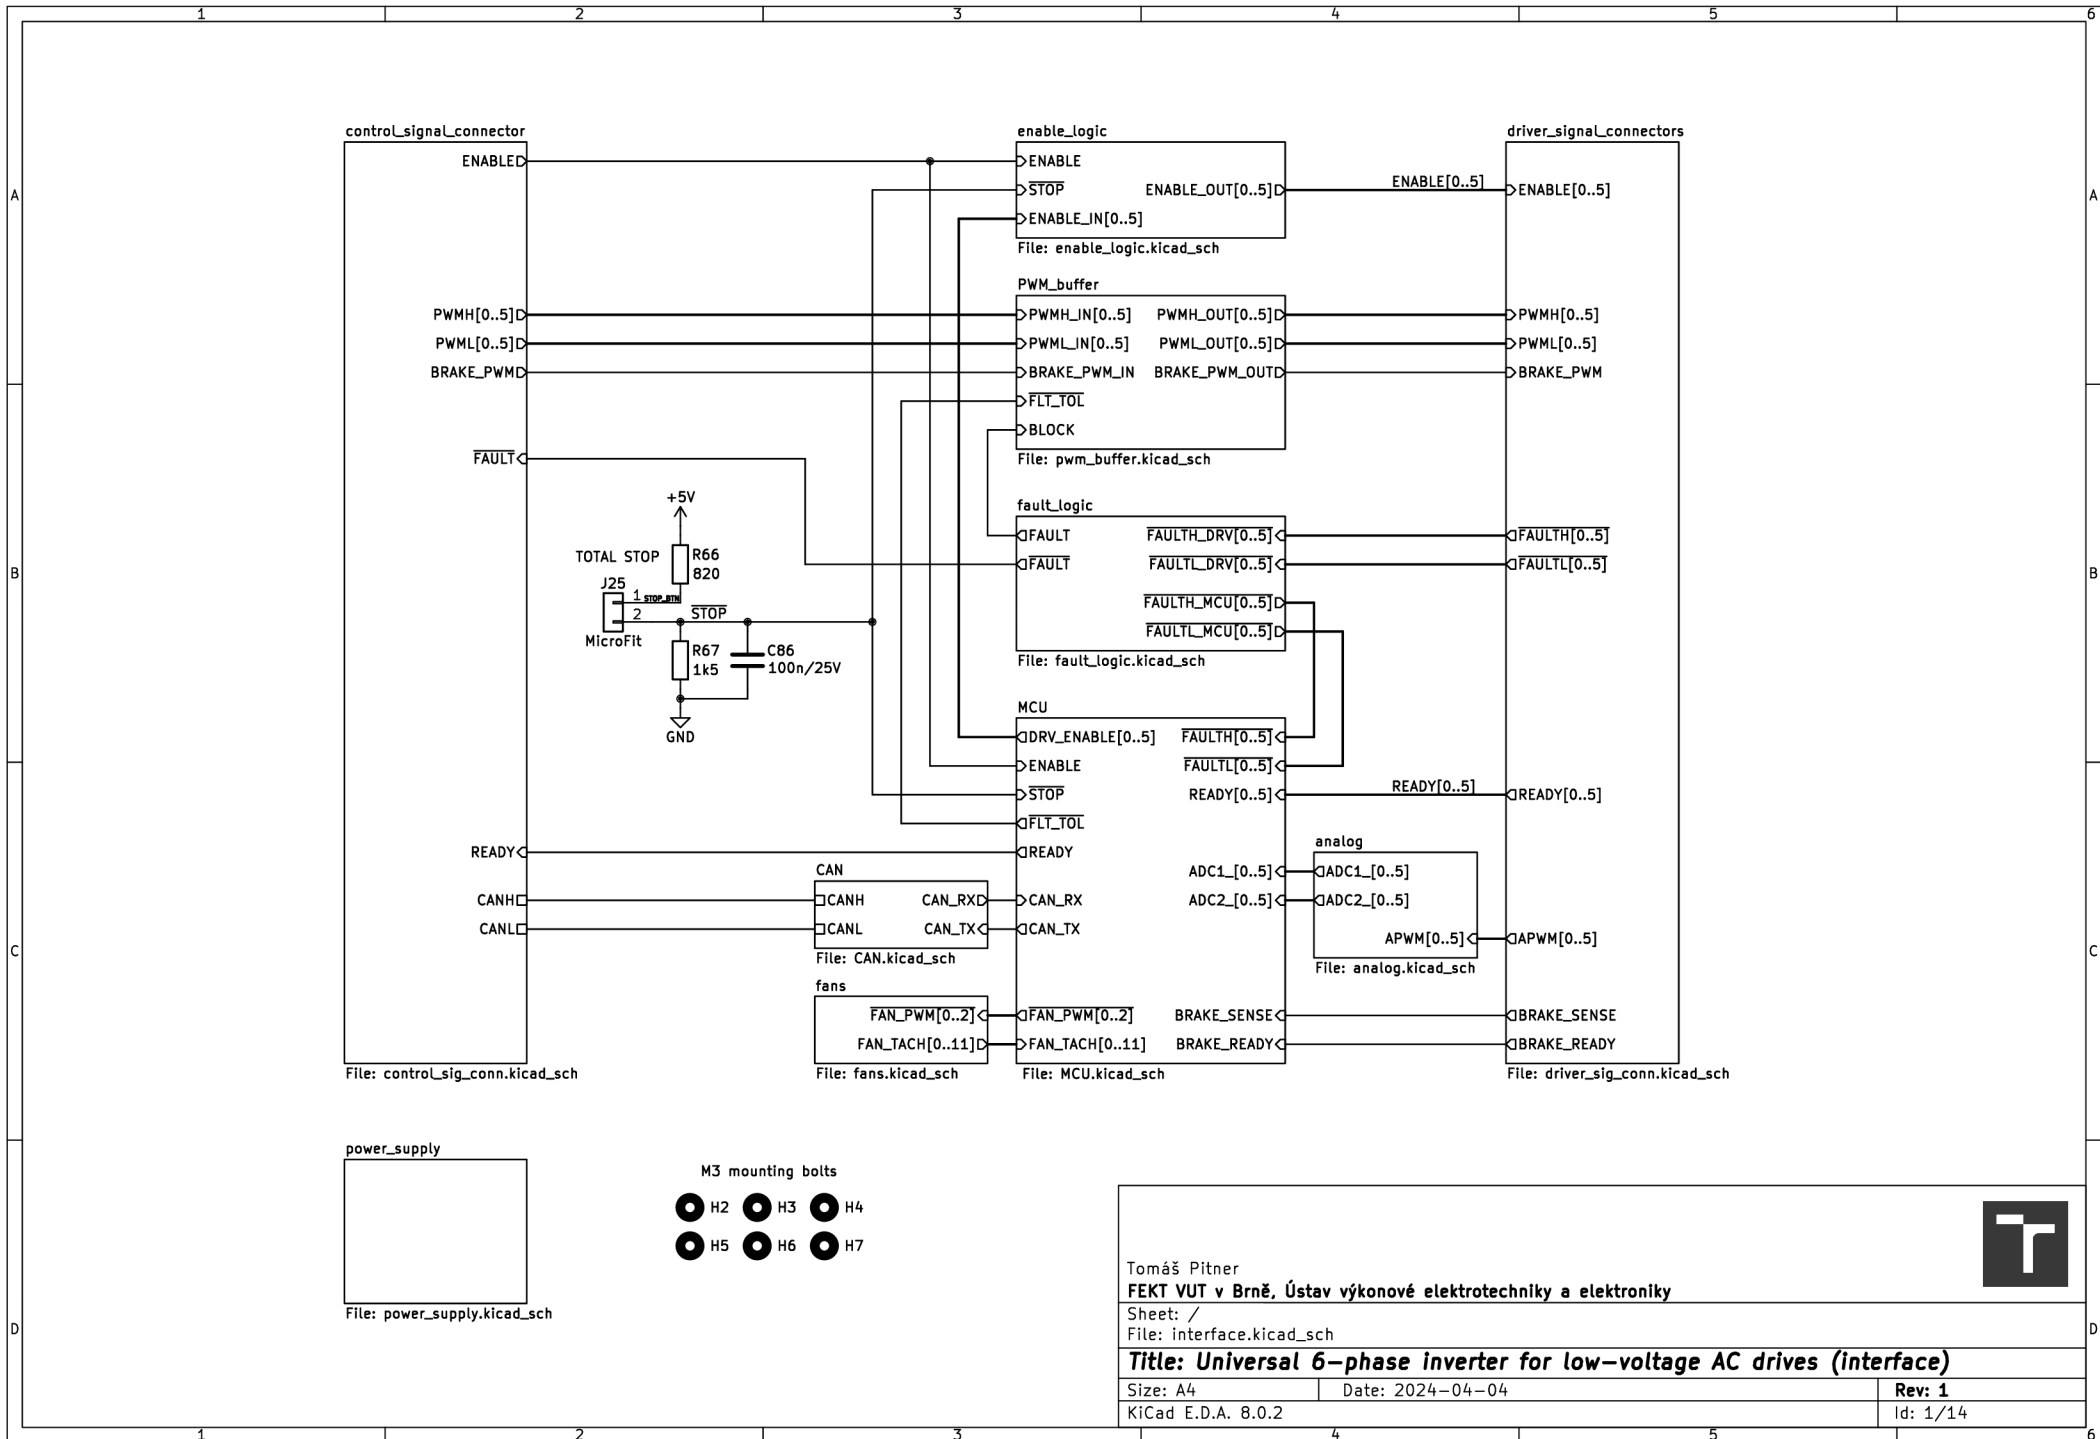 1 2 3 4 5 6
A A
B B
C C
D D
control_signal_connector
ENABLE
PWMH[0..5]
PWML[0..5]
BRAKE_PWM
FAULT
READY
CANH
CANL
File: control_sig_conn.kicad_sch
+5V
TOTAL STOP
R66
820
J25
1 STOP_BTN
2
STOP
MicroFit
R67
1k5
C86
100n/25V
GND
enable_logic
ENABLE
STOP
ENABLE_OUT[0..5]
ENABLE_IN[0..5]
File: enable_logic.kicad_sch
ENABLE[0..5]
PWM_buffer
PWMH_IN[0..5] PWMH_OUT[0..5]
PWML_IN[0..5] PWML_OUT[0..5]
BRAKE_PWM_IN BRAKE_PWM_OUT
FLT_TOL
BLOCK
File: pwm_buffer.kicad_sch
fault_logic
FAULT FAULTH_DRV[0..5]
FAULT FAULTL_DRV[0..5]
FAULTH_MCU[0..5]
FAULTL_MCU[0..5]
File: fault_logic.kicad_sch
MCU
DRV_ENABLE[0..5] FAULTH[0..5]
ENABLE FAULTL[0..5]
STOP READY[0..5]
FLT_TOL
READY
ADC1_[0..5]
CAN_RX ADC2_[0..5]
CAN_TX
FAN_PWM[0..2] BRAKE_SENSE
FAN_TACH[0..11] BRAKE_READY
File: MCU.kicad_sch
READY[0..5]
CAN
CANH CAN_RX
CANL CAN_TX
File: CAN.kicad_sch
fans
FAN_PWM[0..2]
FAN_TACH[0..11]
File: fans.kicad_sch
analog
ADC1_[0..5]
ADC2_[0..5]
APWM[0..5]
File: analog.kicad_sch
driver_signal_connectors
ENABLE[0..5]
PWMH[0..5]
PWML[0..5]
BRAKE_PWM
FAULTH[0..5]
FAULTL[0..5]
READY[0..5]
APWM[0..5]
BRAKE_SENSE
BRAKE_READY
File: driver_sig_conn.kicad_sch
power_supply
File: power_supply.kicad_sch
M3 mounting bolts
H2 H3 H4
H5 H6 H7
Tomáš Pitner
FEKT VUT v Brně, Ústav výkonové elektrotechniky a elektroniky
Sheet: /
File: interface.kicad_sch
Title: Universal 6-phase inverter for low-voltage AC drives (interface)
Size: A4 Date: 2024-04-04 Rev: 1
KiCad E.D.A. 8.0.2 Id: 1/14
1 2 3 4 5 6